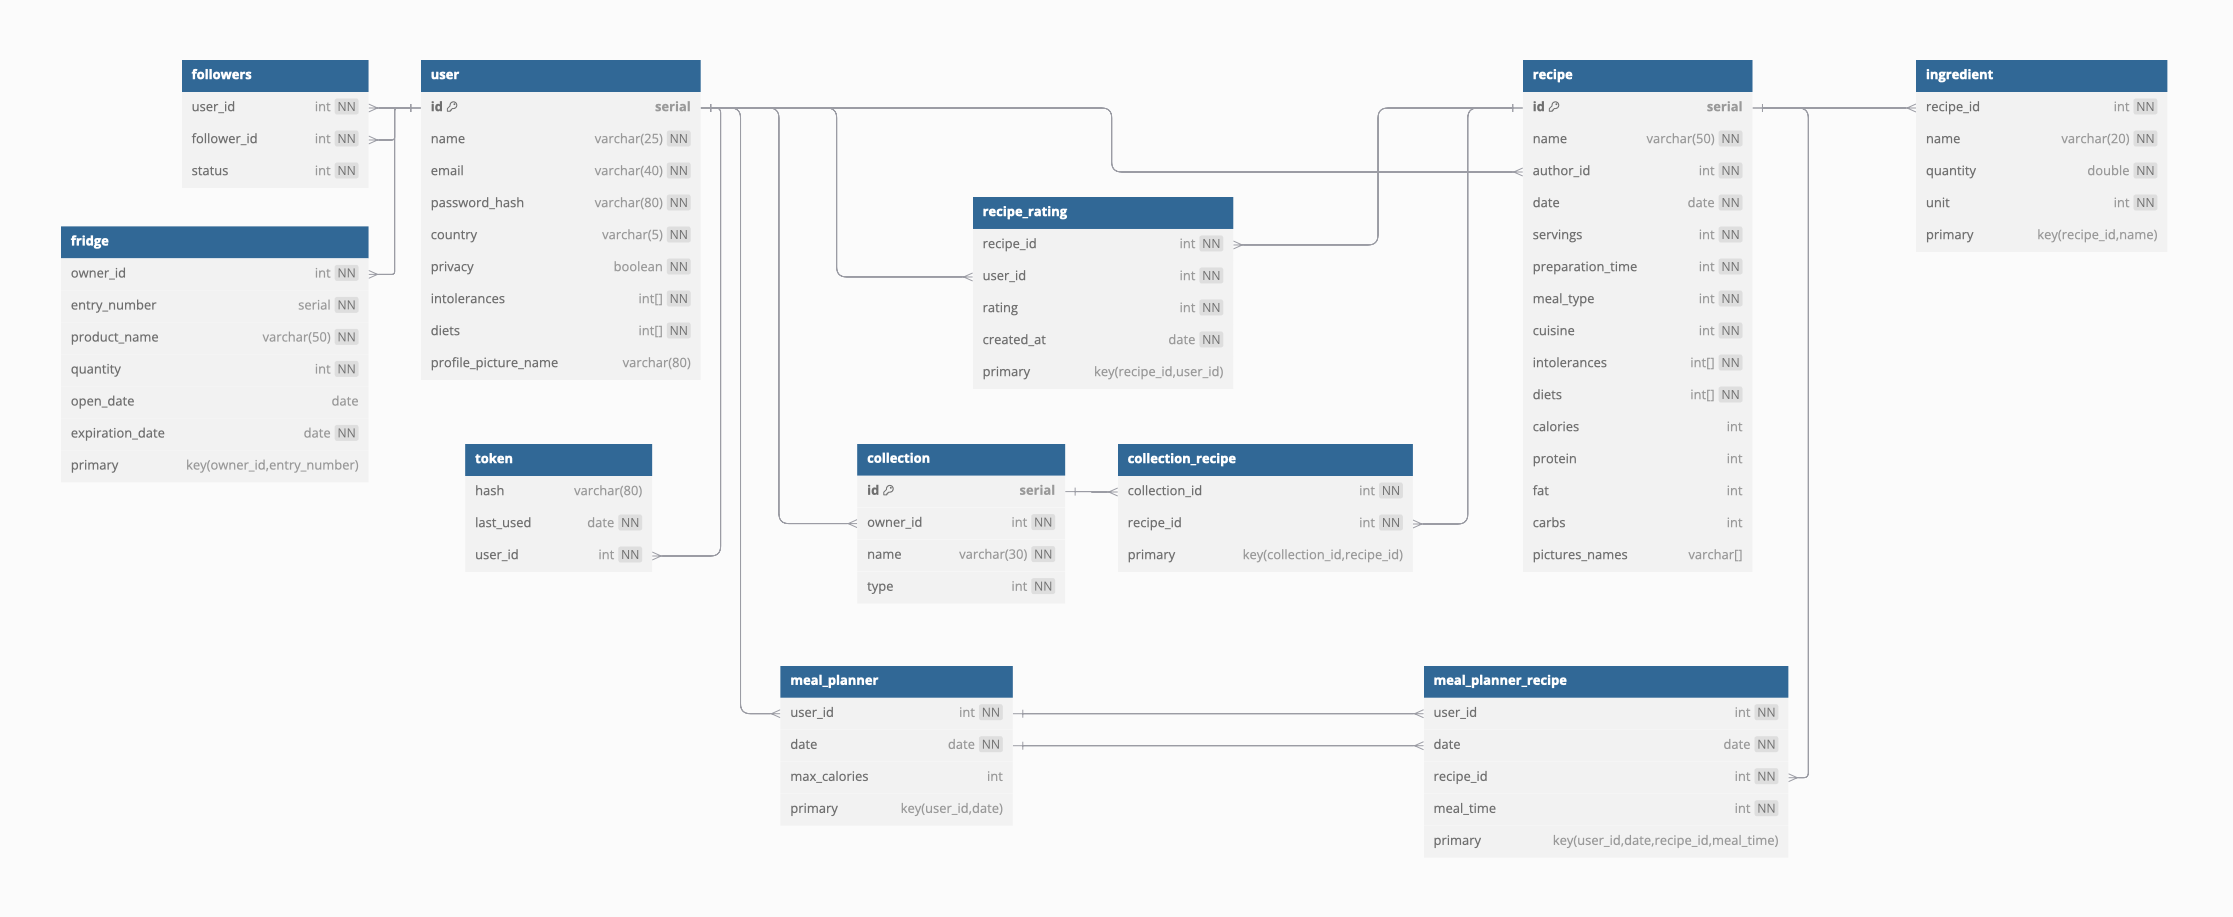 followers
user_id int NN
follower_id int NN
status int NN
user
id serial
name varchar(25) NN
email varchar(40) NN
password_hash varchar(80) NN
country varchar(5) NN
privacy boolean NN
intolerances int[] NN
diets int[] NN
profile_picture_name varchar(80)
recipe
id serial
name varchar(50) NN
author_id int NN
date date NN
servings int NN
preparation_time int NN
meal_type int NN
cuisine int NN
intolerances int[] NN
diets int[] NN
calories int
protein int
fat int
carbs int
pictures_names varchar[]
ingredient
recipe_id int NN
name varchar(20) NN
quantity double NN
unit int NN
primary key(recipe_id,name)
recipe_rating
recipe_id int NN
user_id int NN
rating int NN
created_at date NN
primary key(recipe_id,user_id)
fridge
owner_id int NN
entry_number serial NN
product_name varchar(50) NN
quantity int NN
open_date date
expiration_date date NN
primary key(owner_id,entry_number)
token
hash varchar(80)
last_used date NN
user_id int NN
collection
id serial
owner_id int NN
name varchar(30) NN
type int NN
collection_recipe
collection_id int NN
recipe_id int NN
primary key(collection_id,recipe_id)
meal_planner
user_id int NN
date date NN
max_calories int
primary key(user_id,date)
meal_planner_recipe
user_id int NN
date date NN
recipe_id int NN
meal_time int NN
primary key(user_id,date,recipe_id,meal_time)